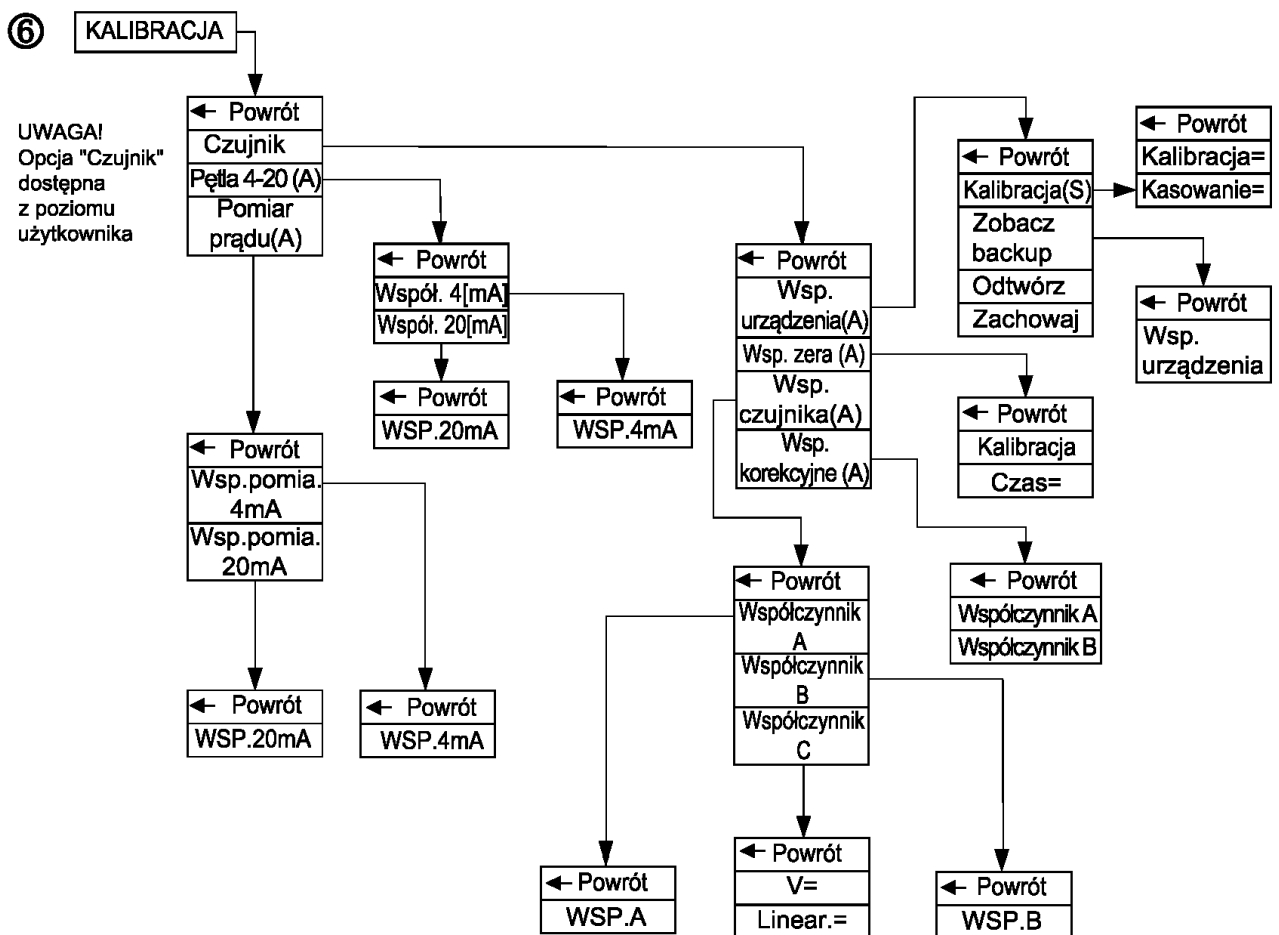 ⑥ KALIBRACJA
UWAGA!
Opcja "Czujnik"
dostępna
z poziomu
użytkownika
← Powrót
Czujnik
Pętla 4-20 (A)
Pomiar
prądu(A)
← Powrót
Współ. 4[mA]
Współ. 20[mA]
← Powrót
WSP.20mA
← Powrót
WSP.4mA
← Powrót
Wsp.pomia.
4mA
Wsp.pomia.
20mA
← Powrót
WSP.20mA
← Powrót
WSP.4mA
← Powrót
Wsp.
urządzenia(A)
Wsp. zera (A)
Wsp.
czujnika(A)
Wsp.
korekcyjne (A)
← Powrót
Kalibracja(S)
Zobacz
backup
Odtwórz
Zachowaj
← Powrót
Kalibracja=
Kasowanie=
← Powrót
Wsp.
urządzenia
← Powrót
Kalibracja
Czas=
← Powrót
Współczynnik A
Współczynnik B
← Powrót
Współczynnik
A
Współczynnik
B
Współczynnik
C
← Powrót
WSP.A
← Powrót
V=
Linear.=
← Powrót
WSP.B